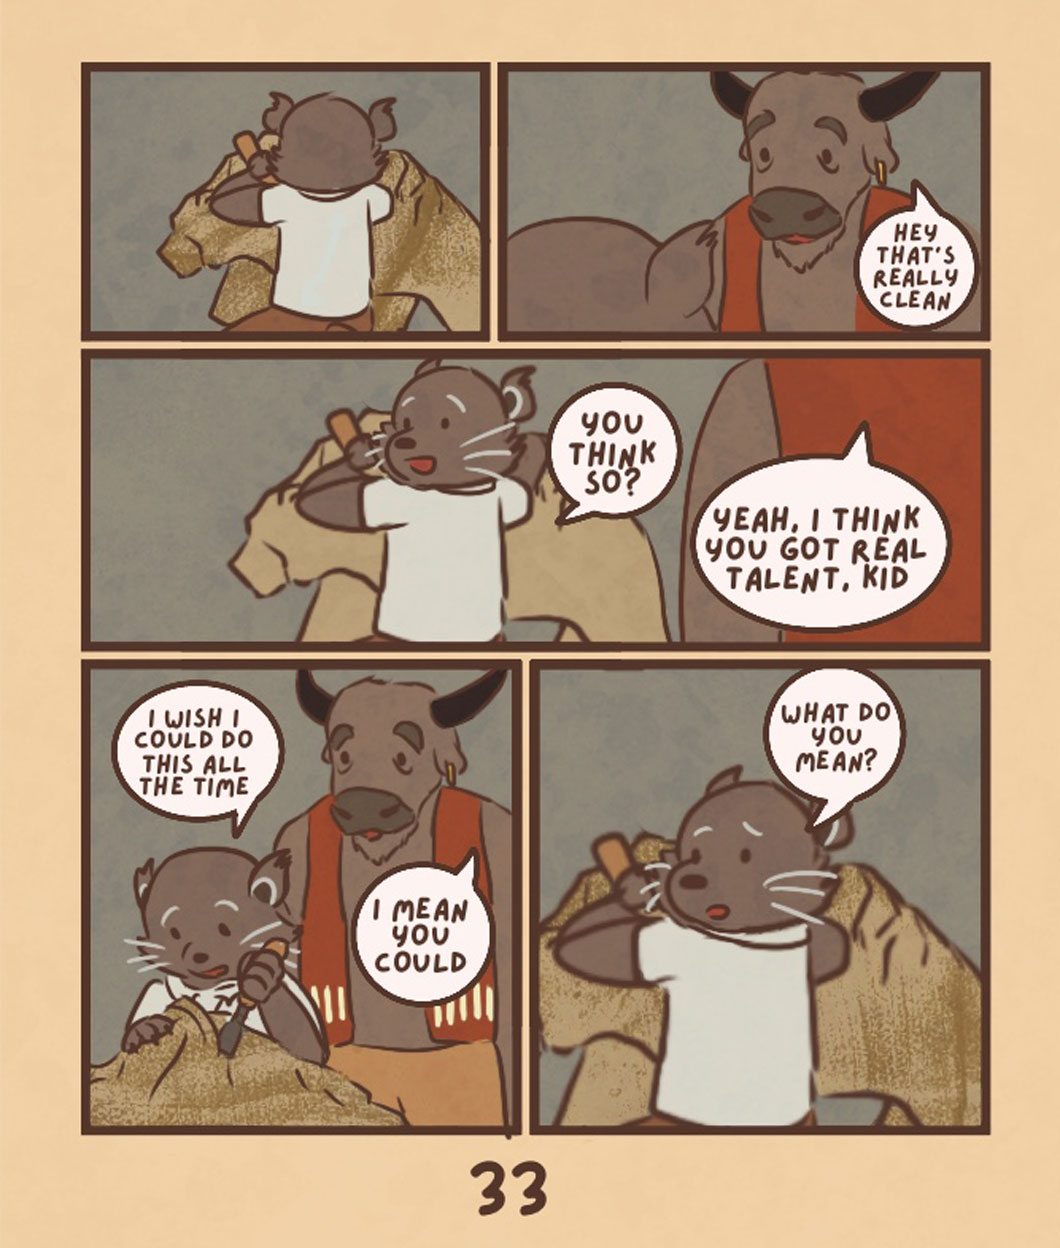 HEY
THAT'S
REALLY
CLEAN
YOU
THINK
SO?
YEAH, I THINK
YOU GOT REAL
TALENT, KID
I WISH I
COULD DO
THIS ALL
THE TIME
I MEAN
YOU
COULD
WHAT DO
YOU
MEAN?
33